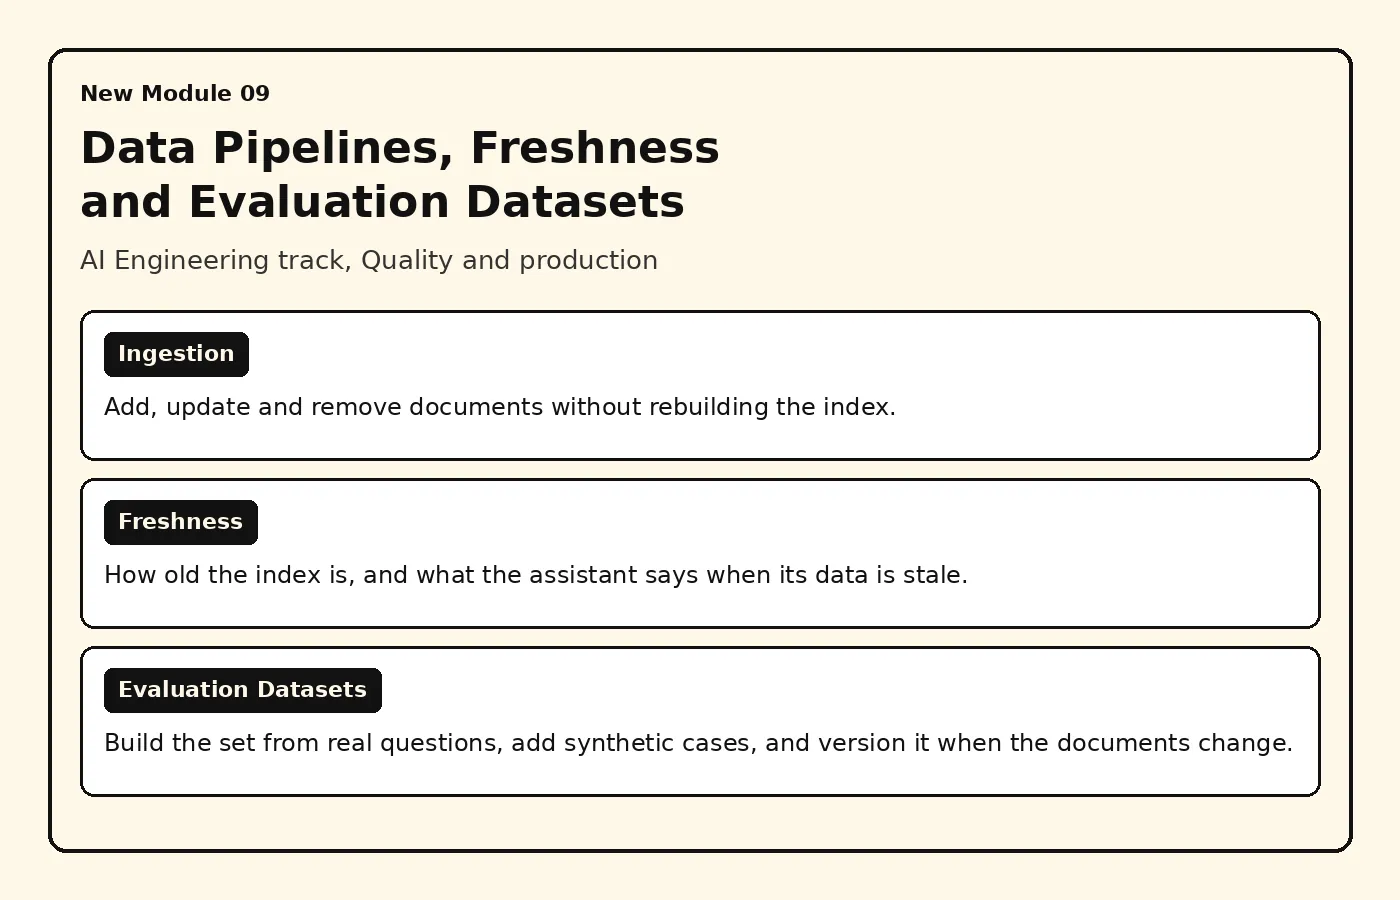 New Module 09
Data Pipelines, Freshness
and Evaluation Datasets
AI Engineering track, Quality and production
Ingestion
Add, update and remove documents without rebuilding the index.
Freshness
How old the index is, and what the assistant says when its data is stale.
Evaluation Datasets
Build the set from real questions, add synthetic cases, and version it when the documents change.